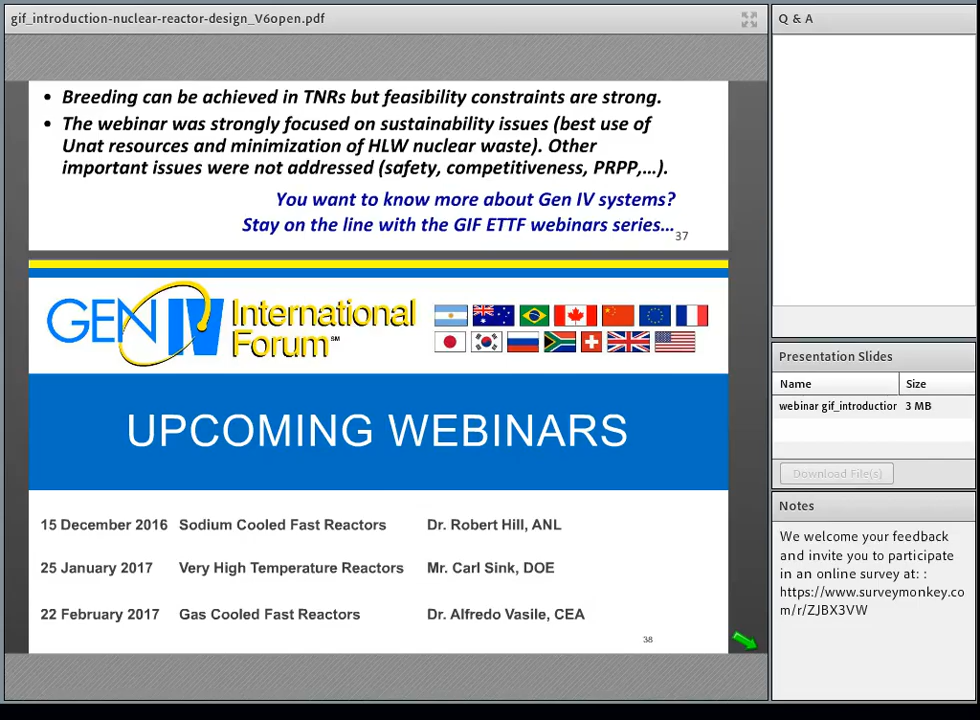 gif_introduction-nuclear-reactor-design_V6open.pdf
• Breeding can be achieved in TNRs but feasibility constraints are strong.
• The webinar was strongly focused on sustainability issues (best use of
Unat resources and minimization of HLW nuclear waste). Other
important issues were not addressed (safety, competitiveness, PRPP,...).
You want to know more about Gen IV systems?
Stay on the line with the GIF ETTF webinars series...
37
GEN IV International
Forum℠
UPCOMING WEBINARS
15 December 2016 Sodium Cooled Fast Reactors Dr. Robert Hill, ANL
25 January 2017 Very High Temperature Reactors Mr. Carl Sink, DOE
22 February 2017 Gas Cooled Fast Reactors Dr. Alfredo Vasile, CEA
38
Q & A
Presentation Slides
Name Size
webinar gif_introduction 3 MB
Download File(s)
Notes
We welcome your feedback
and invite you to participate
in an online survey at: :
https://www.surveymonkey.co
m/r/ZJBX3VW